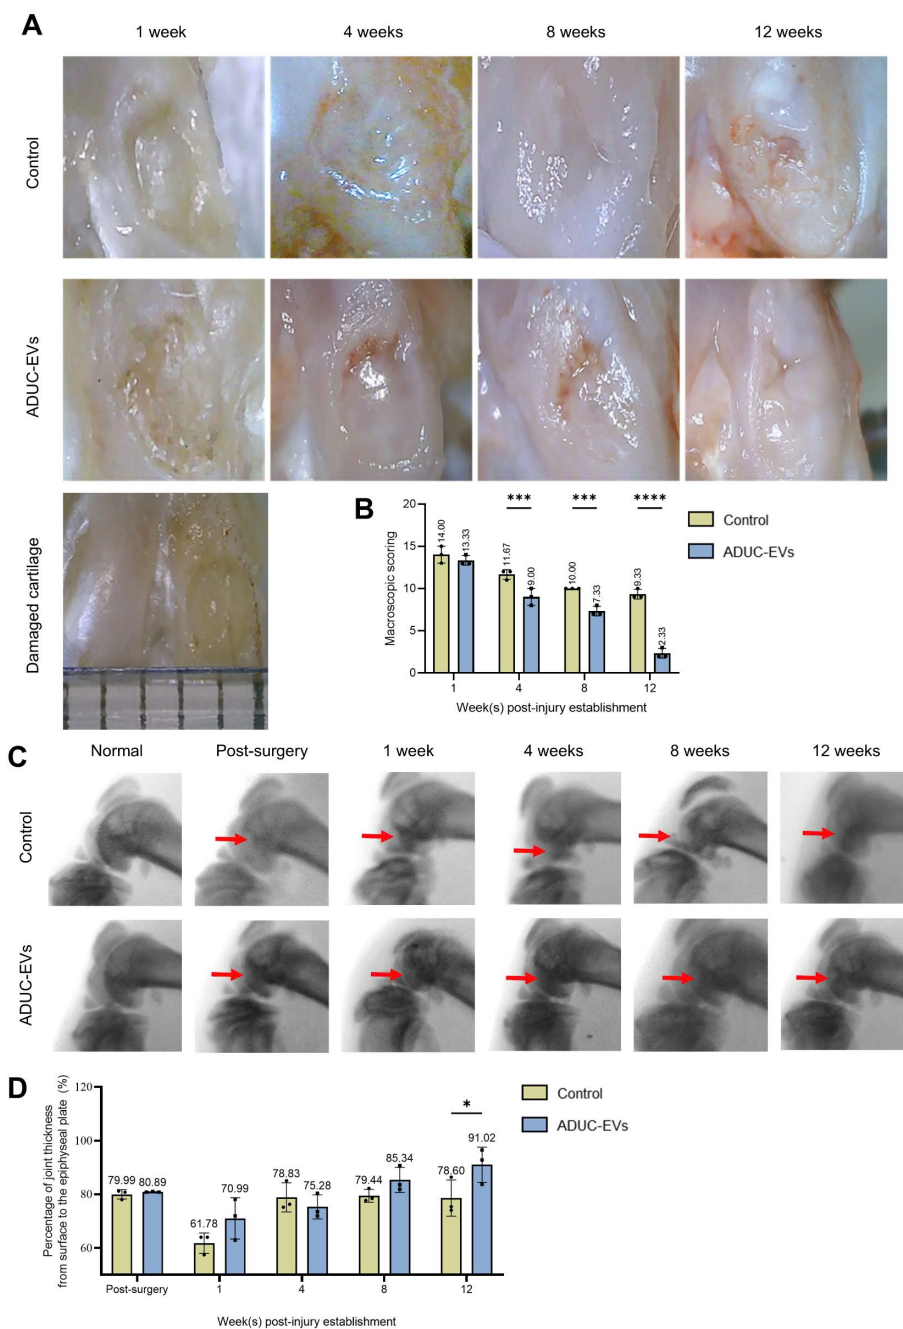 A
1 week
4 weeks
8 weeks
12 weeks
Control
ADUC-EVs
Damaged cartilage
B
Macroscopic scoring
20
15
10
5
0
14.00
13.33
11.67
9.00
10.00
7.33
9.33
2.33
***
***
****
1
4
8
12
Week(s) post-injury establishment
Control
ADUC-EVs
C
Normal
Post-surgery
1 week
4 weeks
8 weeks
12 weeks
Control
ADUC-EVs
D
Percentage of joint thickness
from surface to the epiphyseal plate (%)
120
100
80
60
79.99
80.89
61.78
70.99
78.83
75.28
79.44
85.34
78.60
91.02
*
Post-surgery
1
4
8
12
Week(s) post-injury establishment
Control
ADUC-EVs